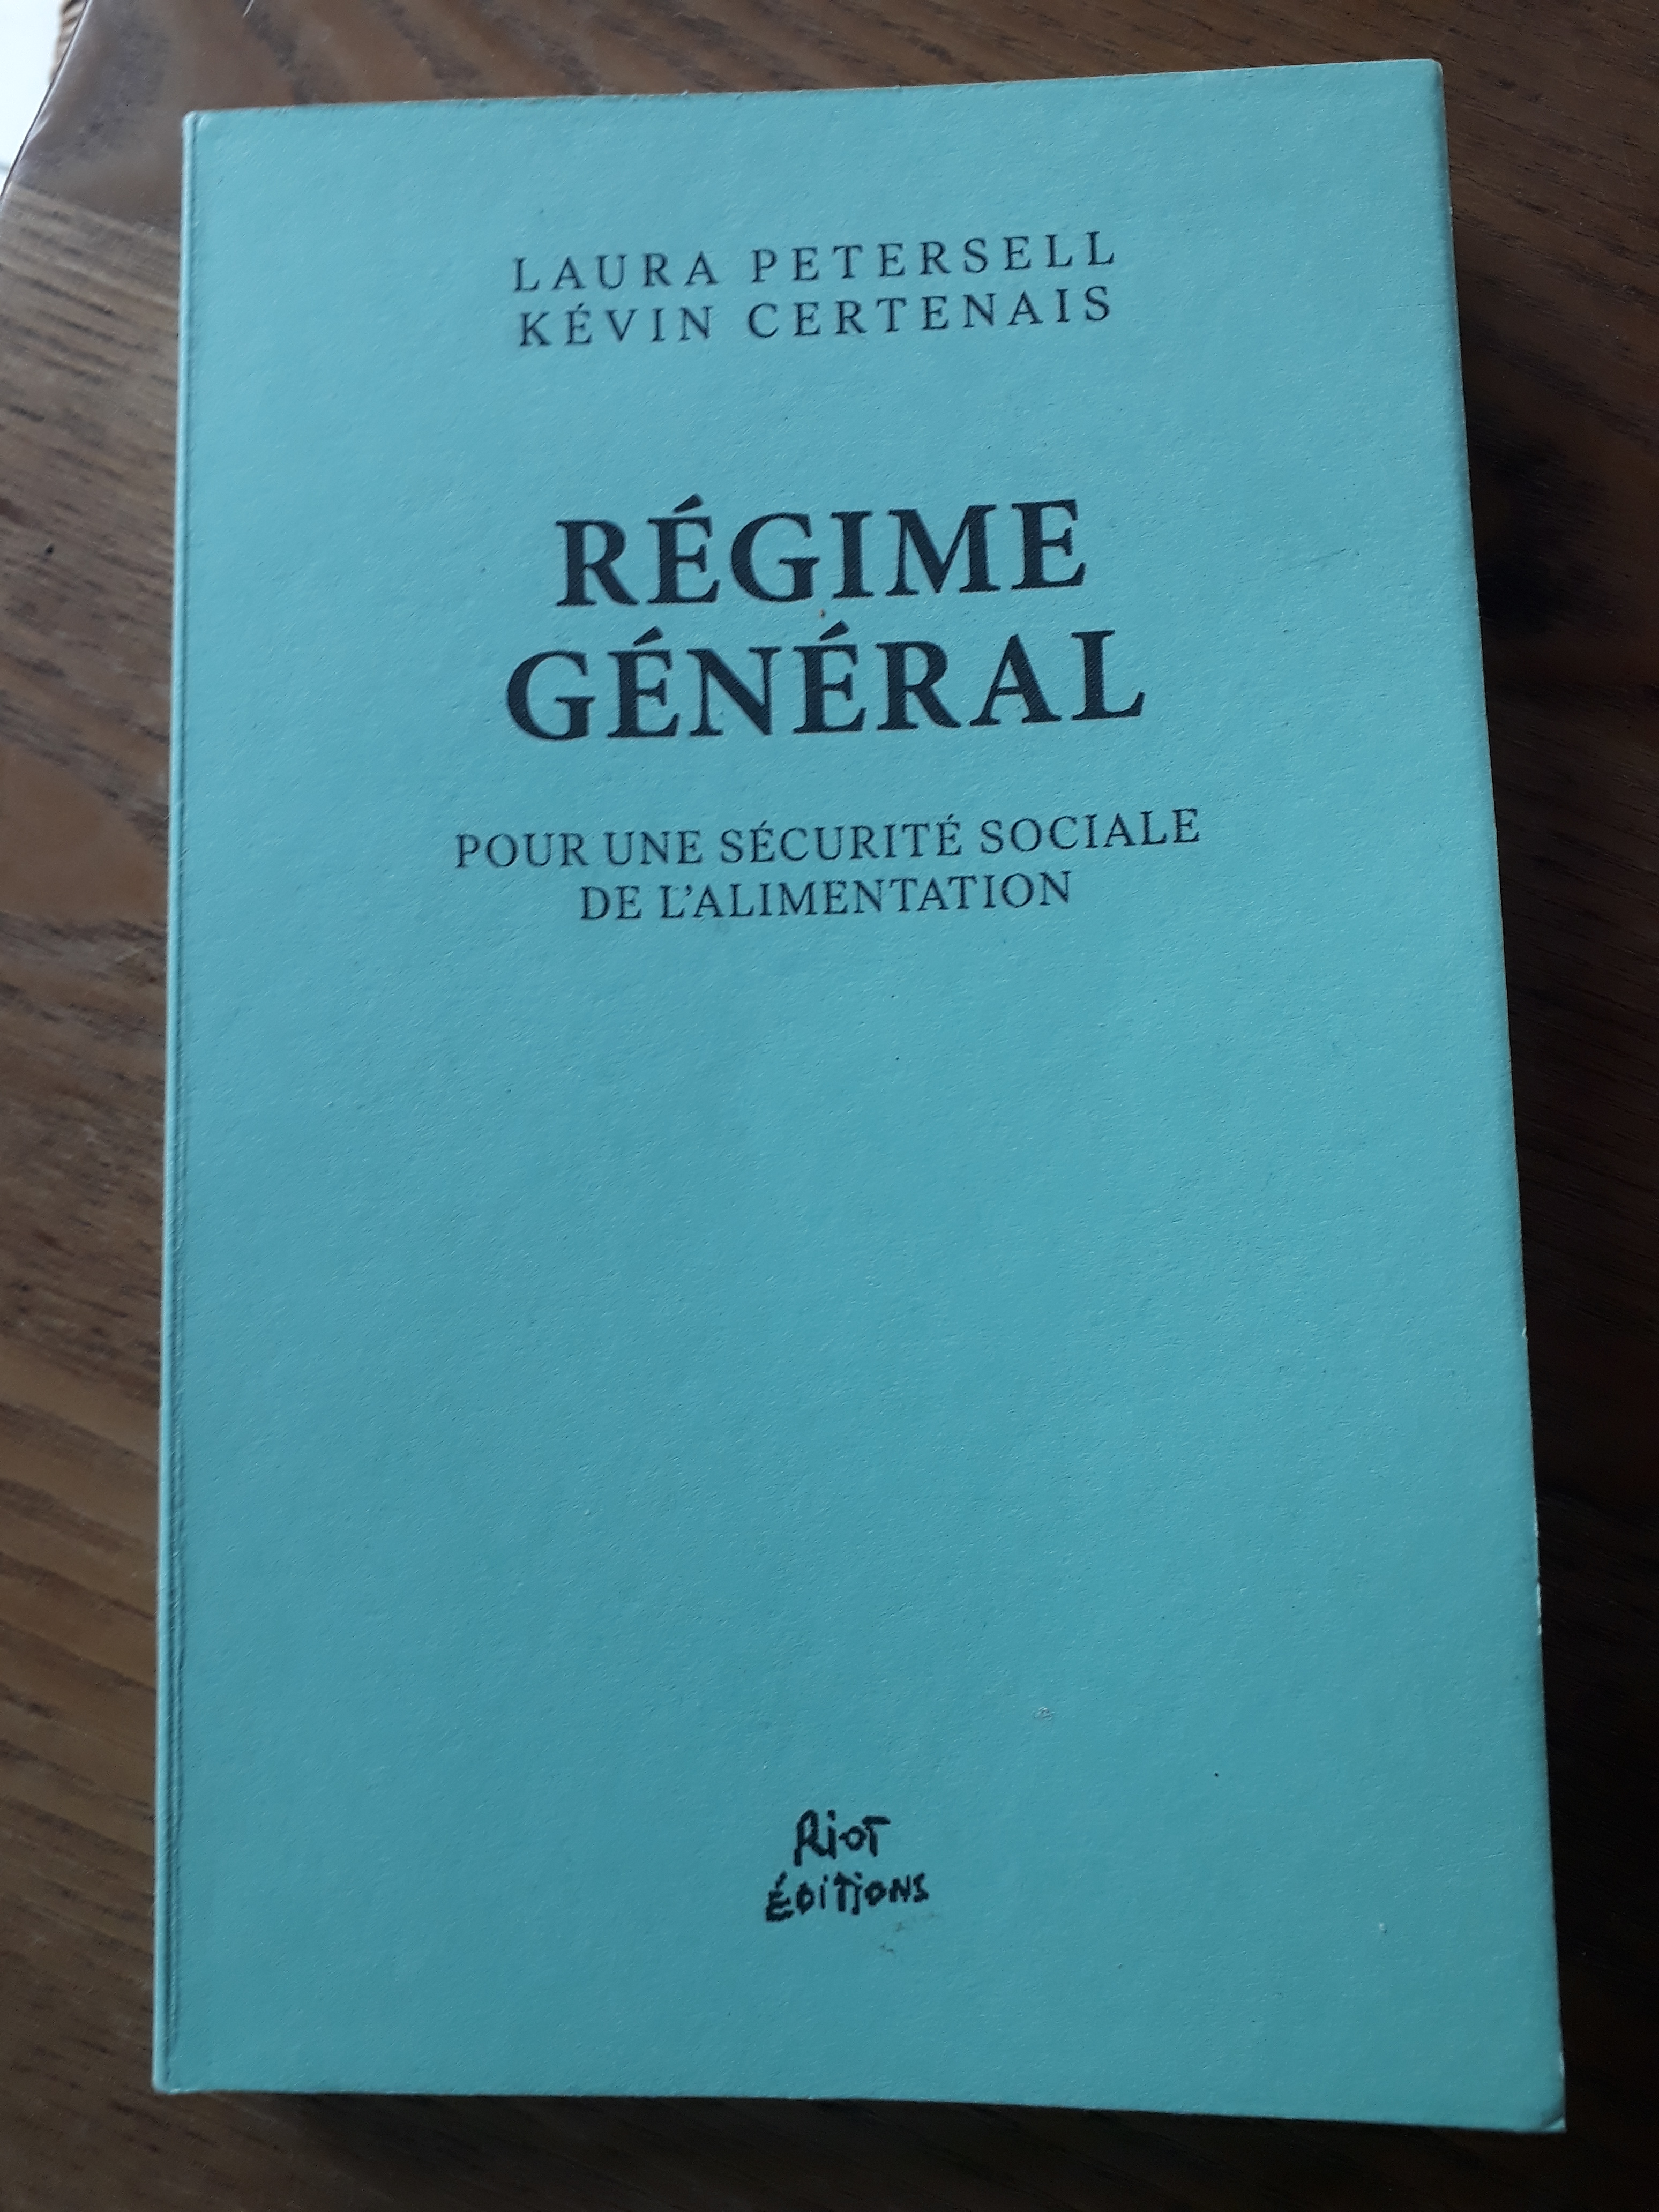 LAURA PETERSELL
KÉVIN CERTENAIS
RÉGIME
GÉNÉRAL
POUR UNE SÉCURITÉ SOCIALE
DE L'ALIMENTATION
RiOT
ÉDITIONS